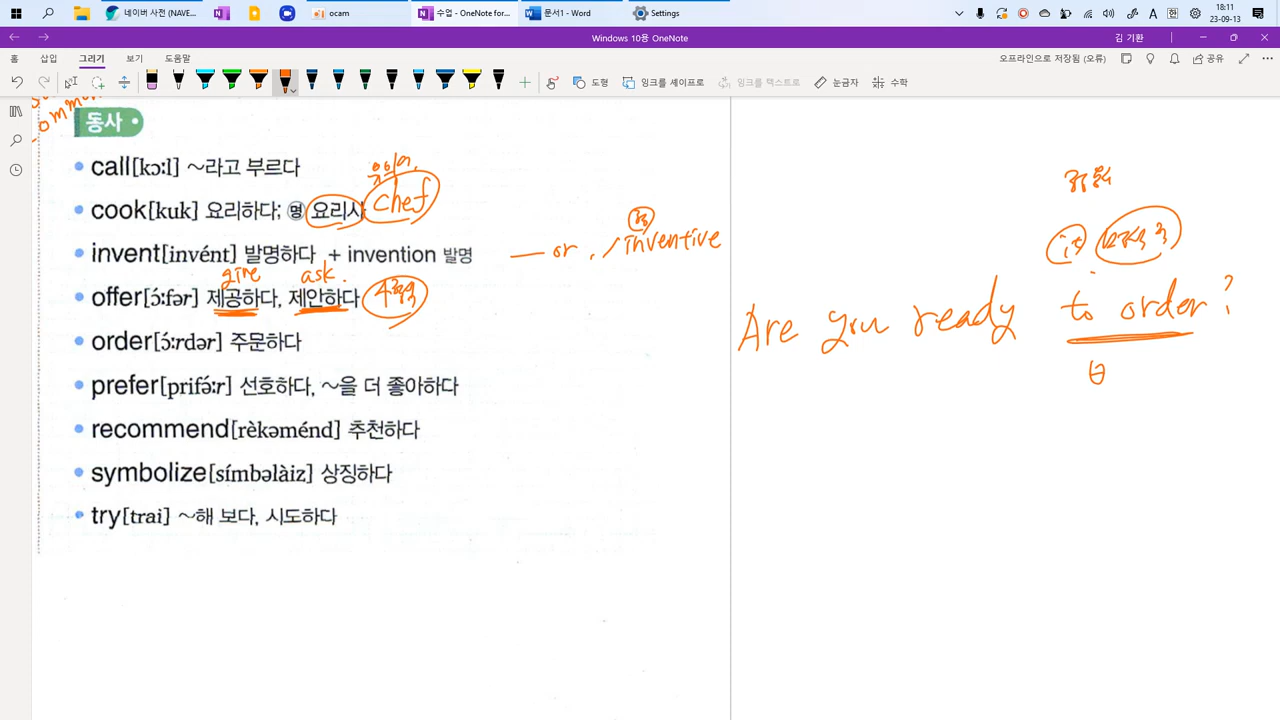 네이버 사전 (NAVE...
ocam
수업 - OneNote for...
문서1 - Word
Settings
A
한
18:11
23-09-13
Windows 10용 OneNote
김 기환
홈
삽입
그리기
보기
도움말
오프라인으로 저장됨 (오류)
공유
도형
잉크를 셰이프로
잉크를 텍스트로
눈금자
수학
동사
call[kɔːl] ～라고 부르다
유의어
cook[kuk] 요리하다; 명 요리사 chef
invent[invént] 발명하다 + invention 발명
or , / inventive
give ask
offer[ɔ́ːfər] 제공하다, 제안하다
order[ɔ́ːrdər] 주문하다
prefer[prifə́ːr] 선호하다, ～을 더 좋아하다
recommend[rèkəménd] 추천하다
symbolize[símbəlàiz] 상징하다
try[trai] ～해 보다, 시도하다
Are you ready to order?